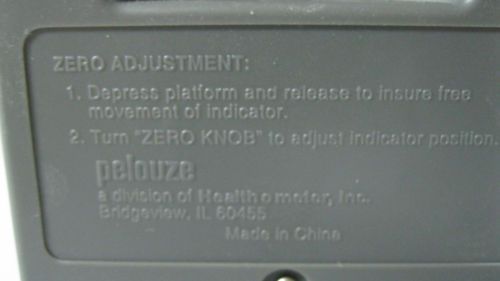 ZERO ADJUSTMENT:
1. Depress platform and release to insure free
movement of indicator.
2. Turn "ZERO KNOB" to adjust indicator position.
pelouze
a division of Health o meter, Inc.
Bridgeview, IL 60455
Made in China